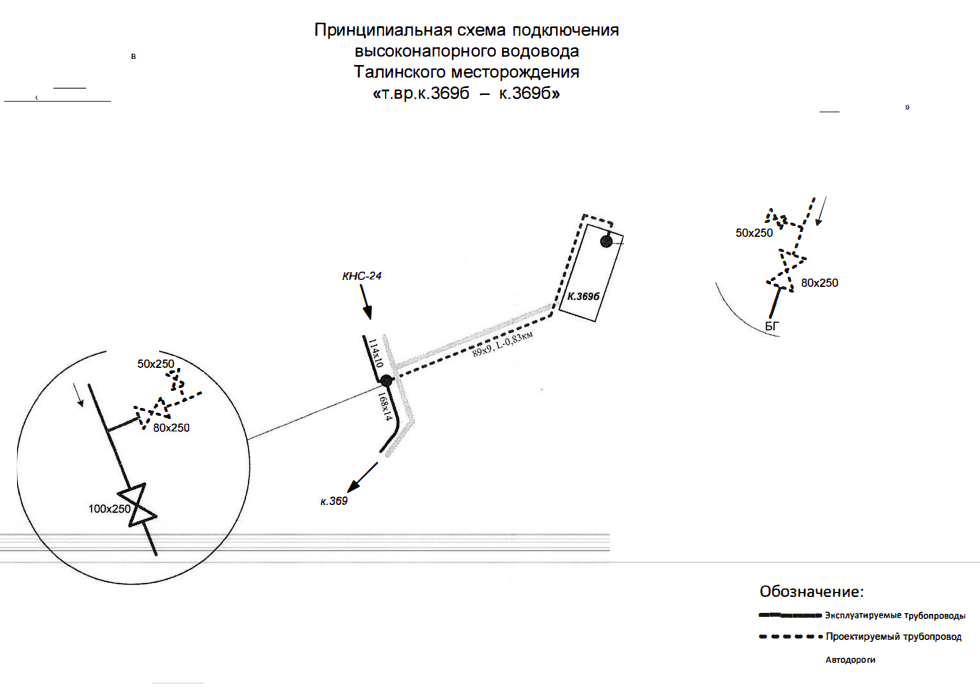 Принципиальная схема подключения
высоконапорного водовода
Талинского месторождения
«т.вр.к.369б – к.369б»
в
‹
»
50х250
80х250
БГ
К.369б
КНС-24
114х10
89х9, L-0,83км
168х14
к.369
50х250
80х250
100х250
Обозначение:
Эксплуатируемые трубопроводы
Проектируемый трубопровод
Автодороги